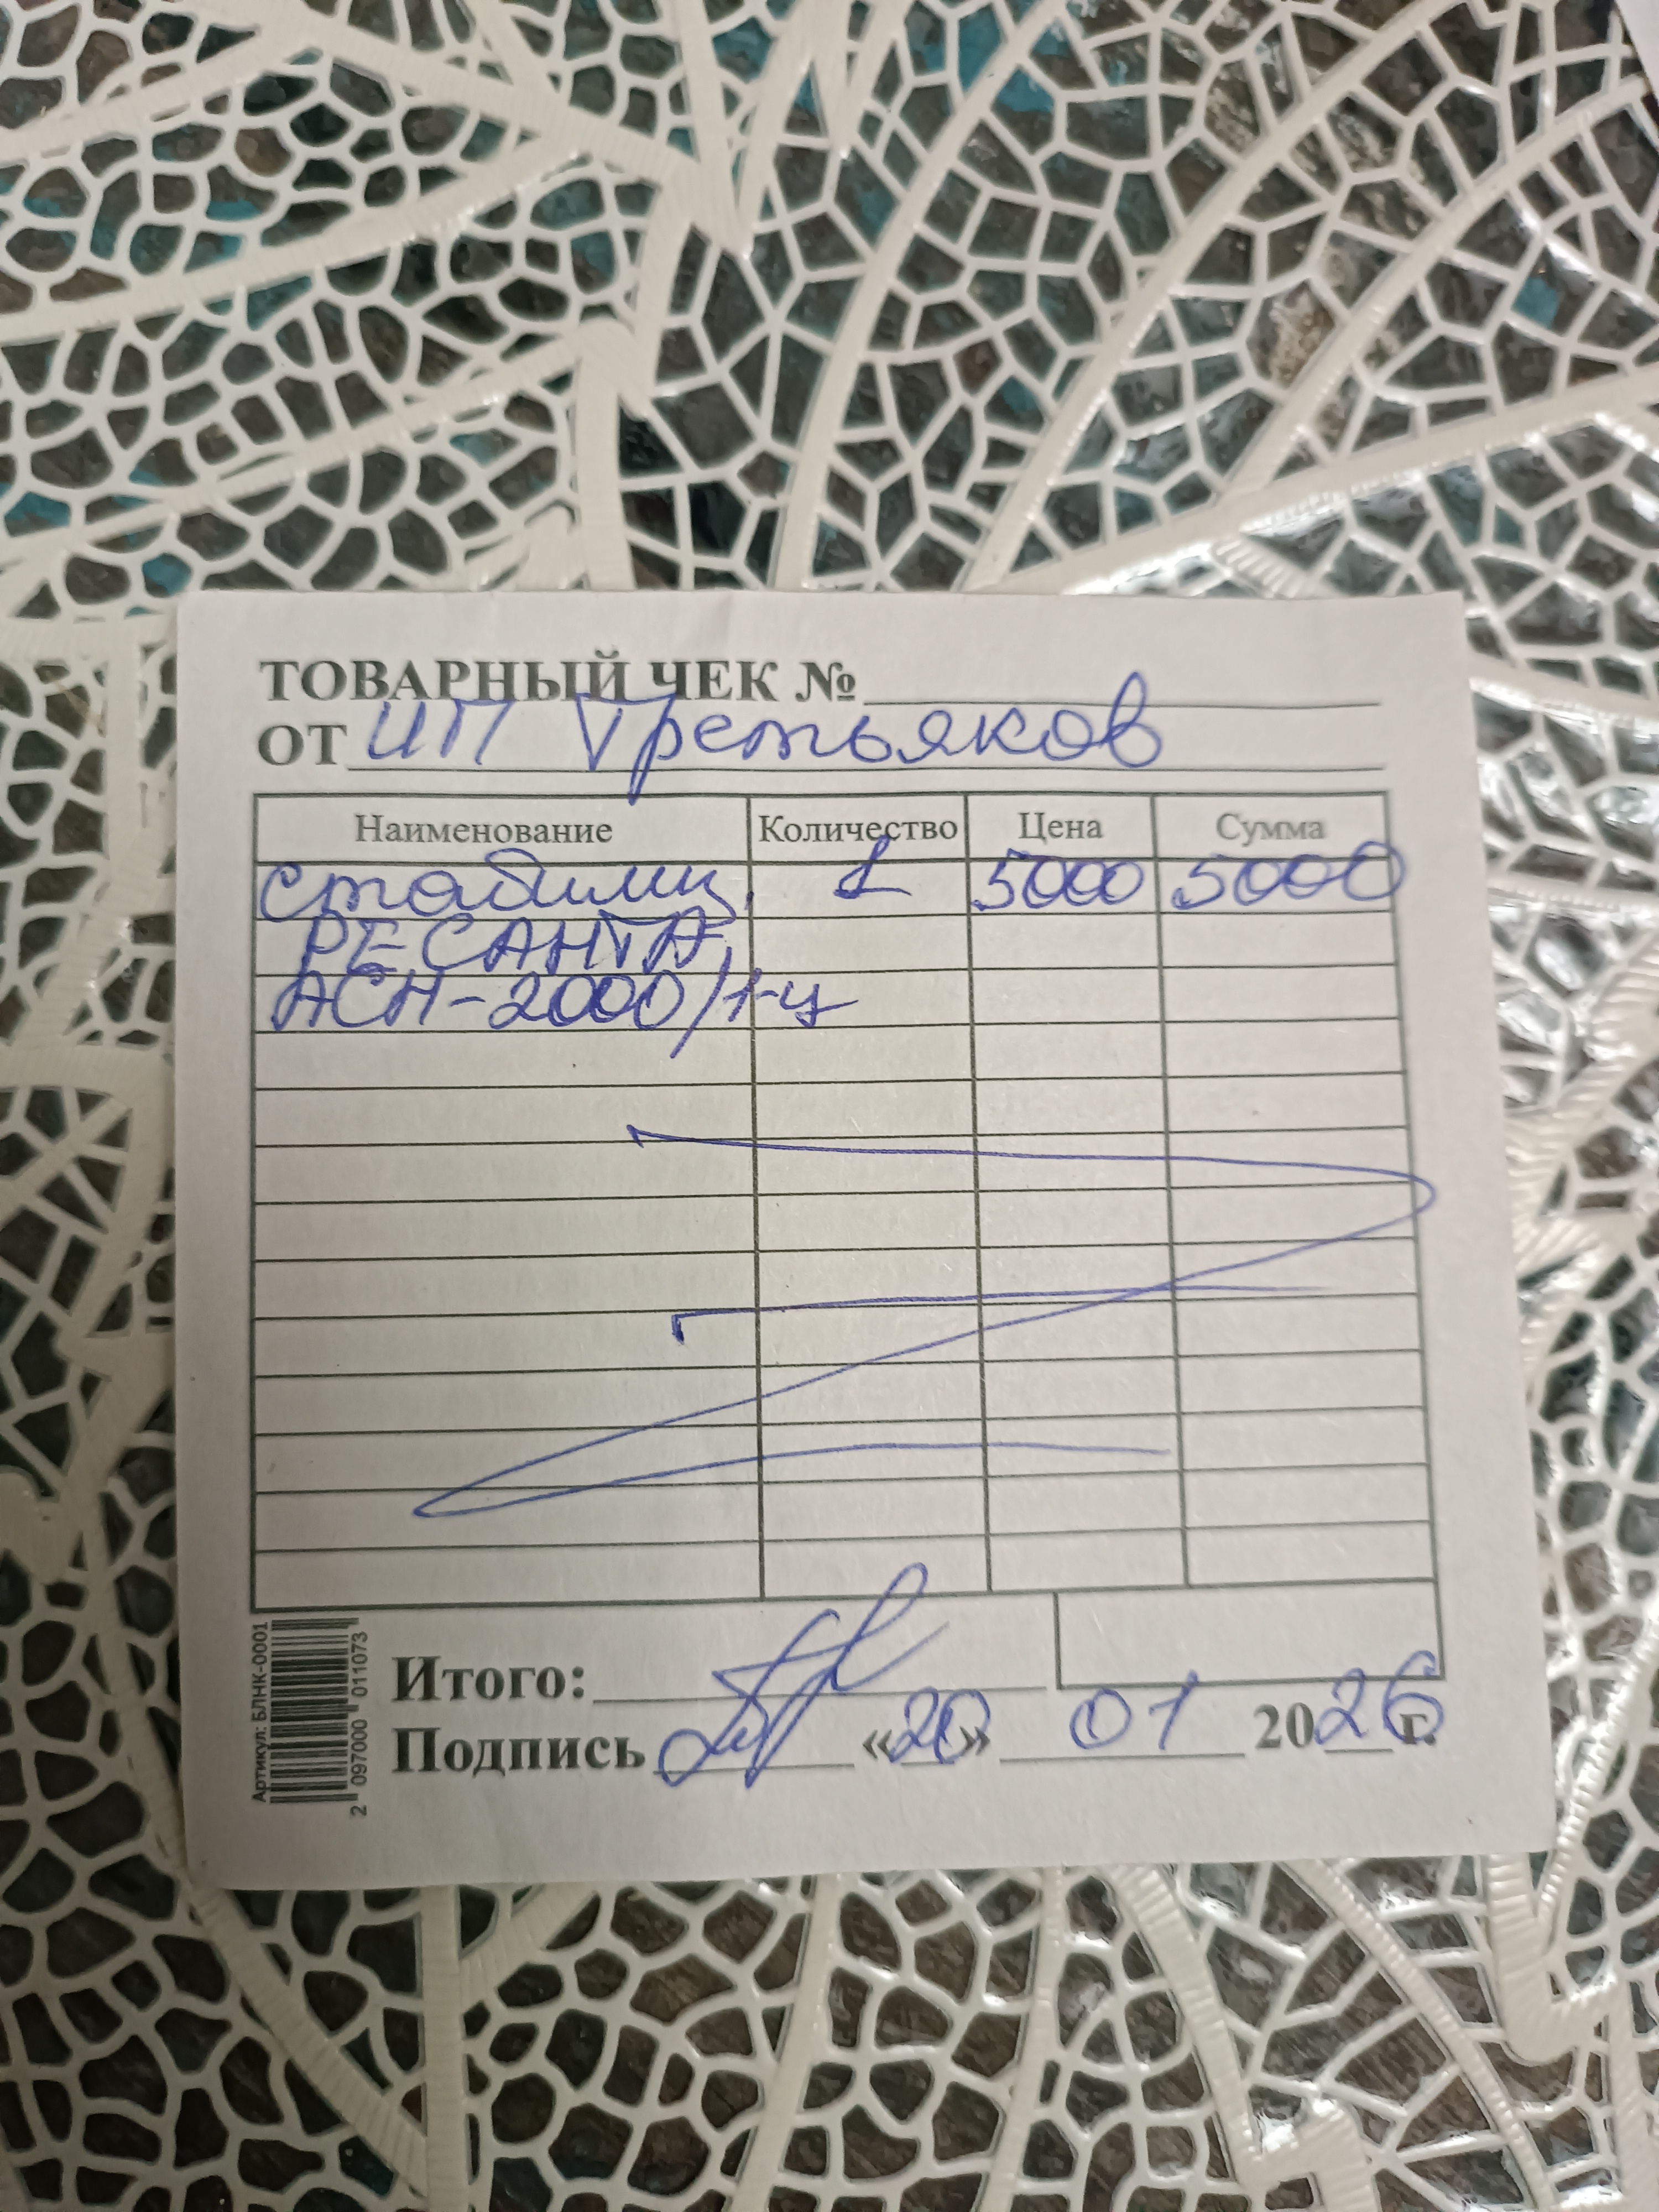 ТОВАРНЫЙ ЧЕК №
ОТ ИП Третьяков
Наименование Количество Цена Сумма
стабилиз. 1 5000 5000
РЕСАНТА
АСН-2000/1-ц
Итого:
Подпись «20» 01 2026 г.
Артикул: БЛНК-0001
2 097000 011073